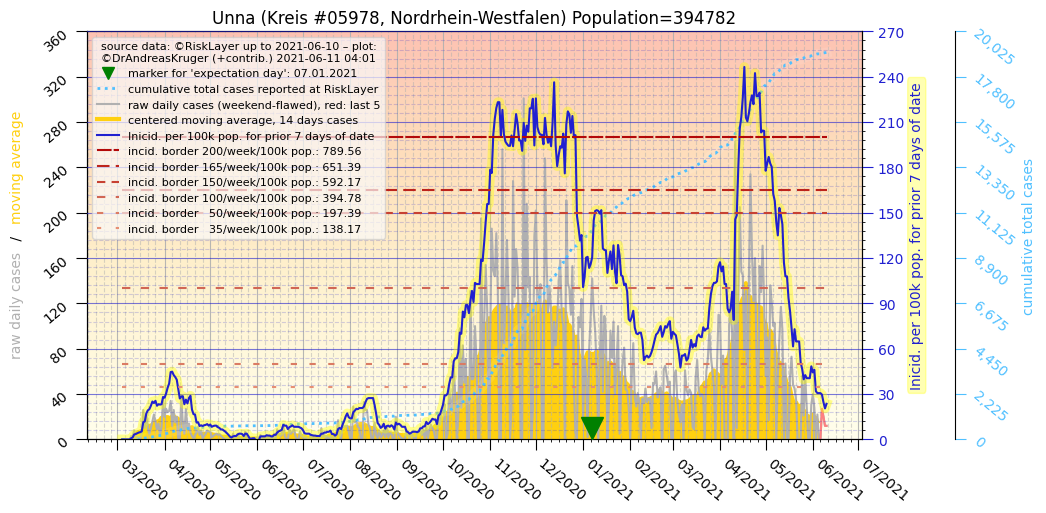 Unna (Kreis #05978, Nordrhein-Westfalen) Population=394782
source data: ©RiskLayer up to 2021-06-10 – plot:
©DrAndreasKruger (+contrib.) 2021-06-11 04:01
marker for 'expectation day': 07.01.2021
cumulative total cases reported at RiskLayer
raw daily cases (weekend-flawed), red: last 5
centered moving average, 14 days cases
Inicid. per 100k pop. for prior 7 days of date
incid. border 200/week/100k pop.: 789.56
incid. border 165/week/100k pop.: 651.39
incid. border 150/week/100k pop.: 592.17
incid. border 100/week/100k pop.: 394.78
incid. border 50/week/100k pop.: 197.39
incid. border 35/week/100k pop.: 138.17
raw daily cases / moving average
360
320
280
240
200
160
120
80
40
0
270
240
210
180
150
120
90
60
30
0
Inicid. per 100k pop. for prior 7 days of date
20,025
17,800
15,575
13,350
11,125
8,900
6,675
4,450
2,225
0
cumulative total cases
03/2020
04/2020
05/2020
06/2020
07/2020
08/2020
09/2020
10/2020
11/2020
12/2020
01/2021
02/2021
03/2021
04/2021
05/2021
06/2021
07/2021